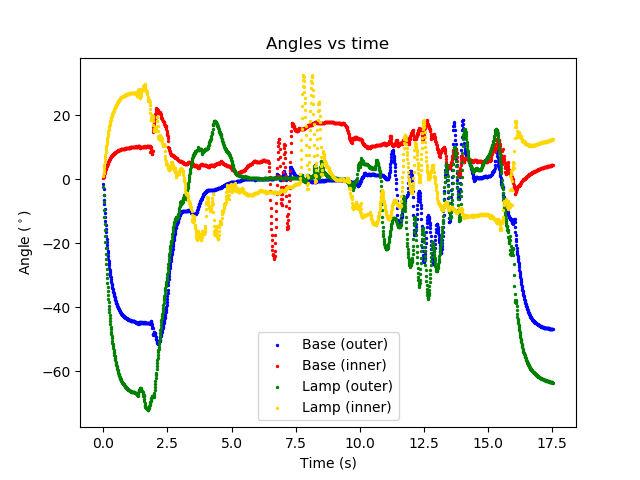 Angles vs time
Angle (°)
20
0
−20
−40
−60
0.0 2.5 5.0 7.5 10.0 12.5 15.0 17.5
Time (s)
Base (outer)
Base (inner)
Lamp (outer)
Lamp (inner)